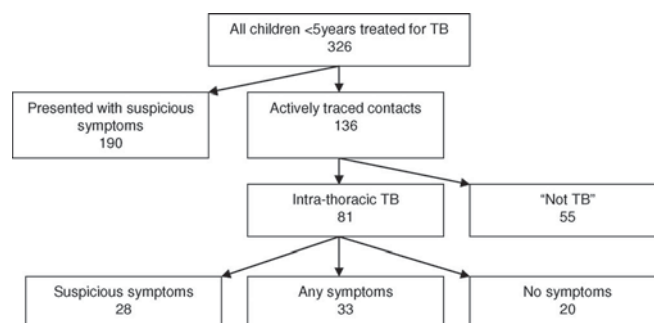 All children <5years treated for TB
326
Presented with suspicious
symptoms
190
Actively traced contacts
136
Intra-thoracic TB
81
“Not TB”
55
Suspicious symptoms
28
Any symptoms
33
No symptoms
20